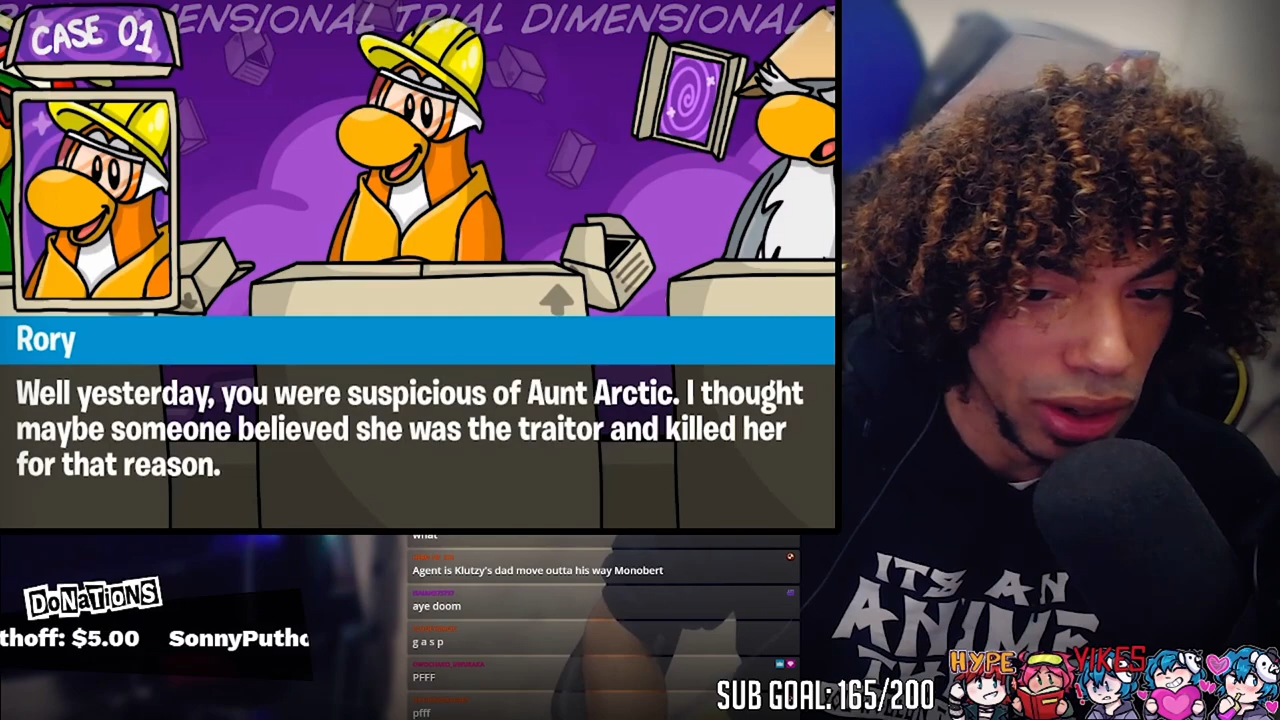 ENSIONAL TRIAL DIMENSIONAL
CASE 01
Rory
Well yesterday, you were suspicious of Aunt Arctic. I thought
maybe someone believed she was the traitor and killed her
for that reason.
what
Agent is Klutzy's dad move outta his way Monobert
aye doom
g a s p
PFFF
pfff
DONATIONS
thoff: $5.00 SonnyPutho
SUB GOAL: 165/200
IT'S AN
ANIME
HYPE
YIKES